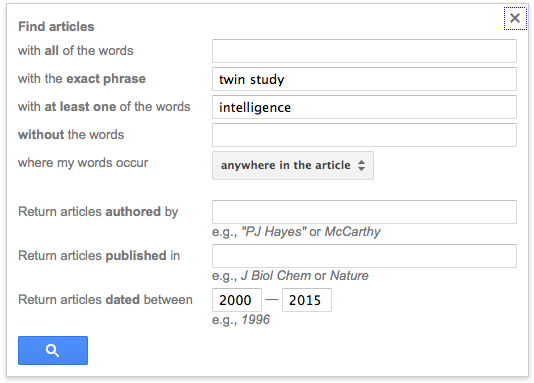 Find articles
with all of the words
with the exact phrase twin study
with at least one of the words intelligence
without the words
where my words occur anywhere in the article
Return articles authored by
e.g., "PJ Hayes" or McCarthy
Return articles published in
e.g., J Biol Chem or Nature
Return articles dated between 2000 — 2015
e.g., 1996